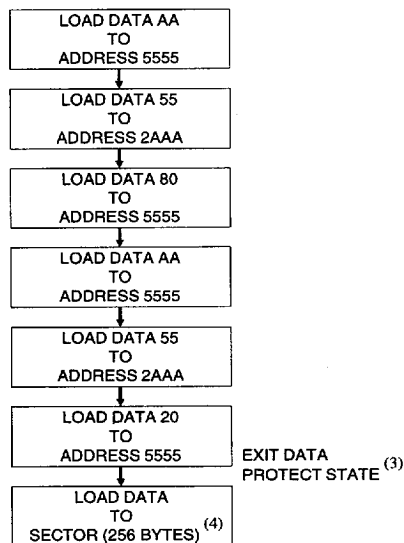 LOAD DATA AA
TO
ADDRESS 5555
LOAD DATA 55
TO
ADDRESS 2AAA
LOAD DATA 80
TO
ADDRESS 5555
LOAD DATA AA
TO
ADDRESS 5555
LOAD DATA 55
TO
ADDRESS 2AAA
LOAD DATA 20
TO
ADDRESS 5555
EXIT DATA
PROTECT STATE (3)
LOAD DATA
TO
SECTOR (256 BYTES) (4)